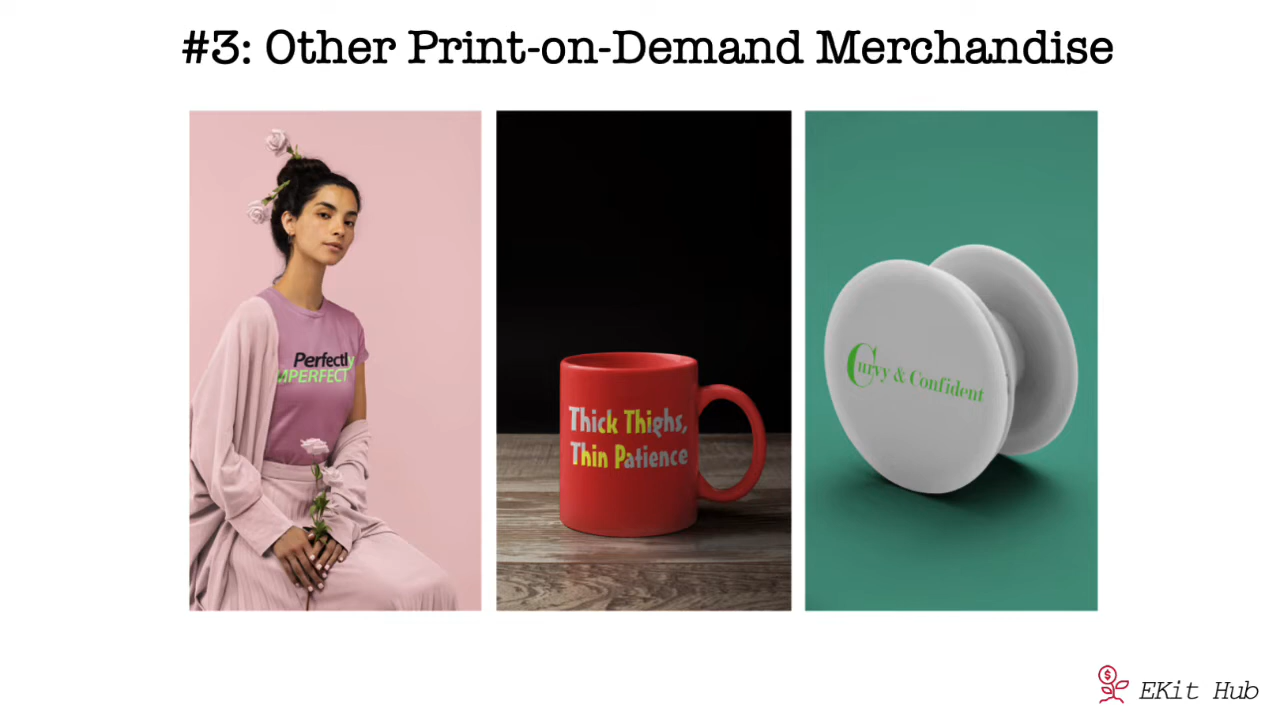 #3: Other Print-on-Demand Merchandise
Perfectly
IMPERFECT
Thick Thighs,
Thin Patience
Curvy & Confident
$
EKit Hub